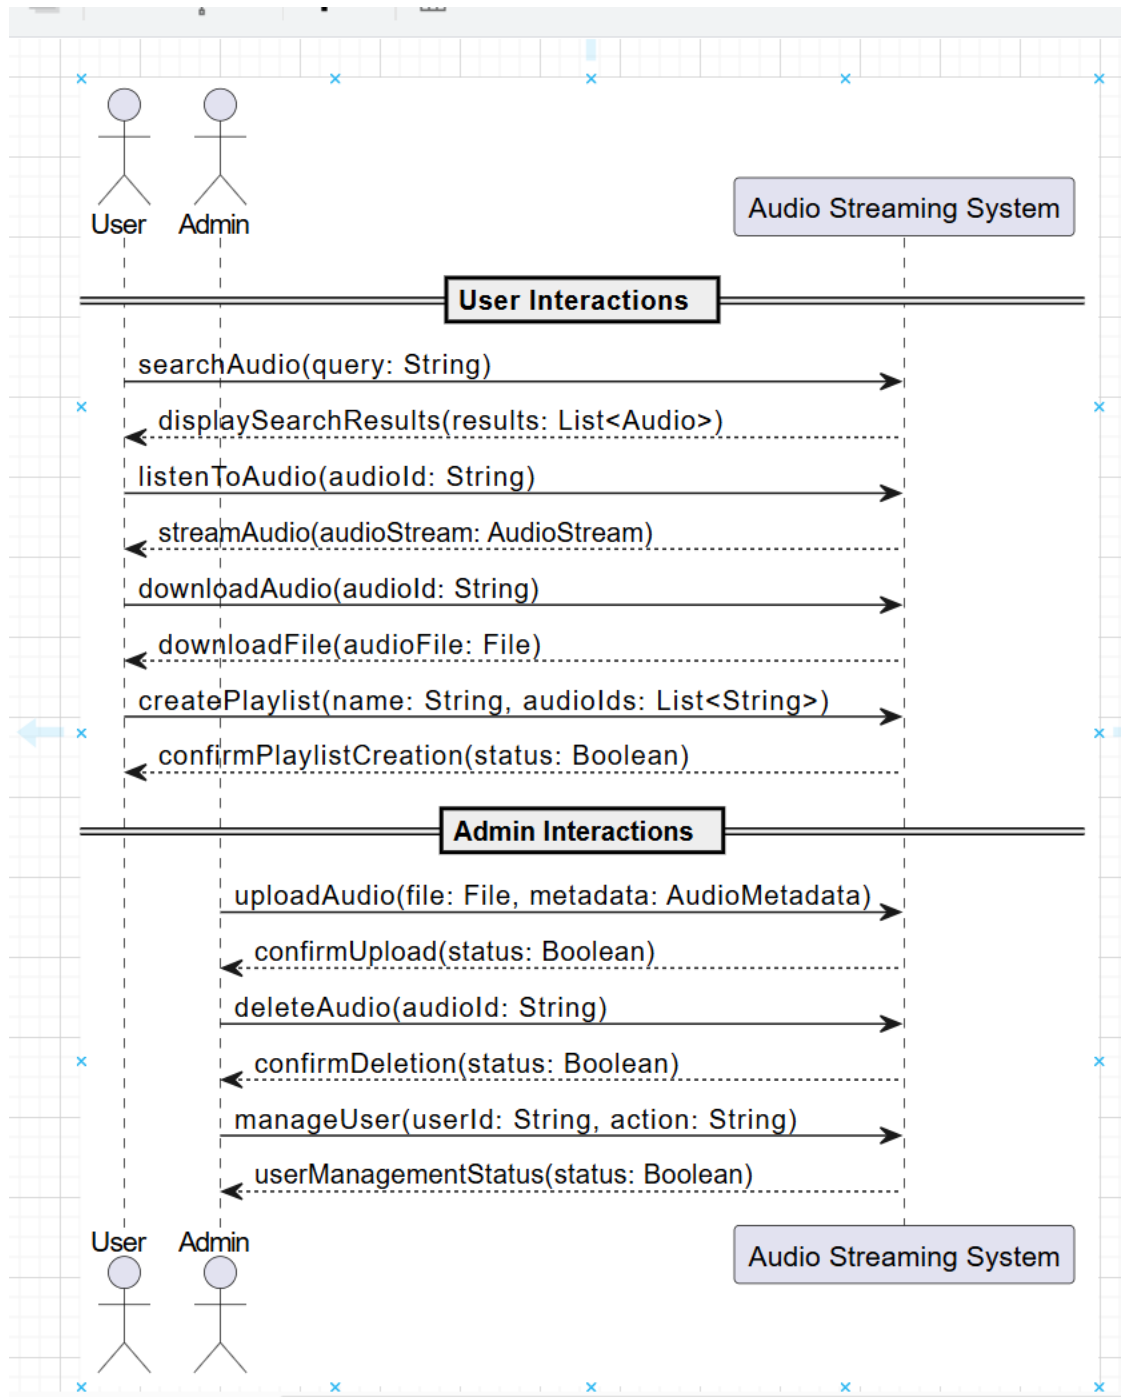 User Admin
Audio Streaming System
User Interactions
searchAudio(query: String)
displaySearchResults(results: List<Audio>)
listenToAudio(audioId: String)
streamAudio(audioStream: AudioStream)
downloadAudio(audioId: String)
downloadFile(audioFile: File)
createPlaylist(name: String, audioIds: List<String>)
confirmPlaylistCreation(status: Boolean)
Admin Interactions
uploadAudio(file: File, metadata: AudioMetadata)
confirmUpload(status: Boolean)
deleteAudio(audioId: String)
confirmDeletion(status: Boolean)
manageUser(userId: String, action: String)
userManagementStatus(status: Boolean)
User Admin
Audio Streaming System